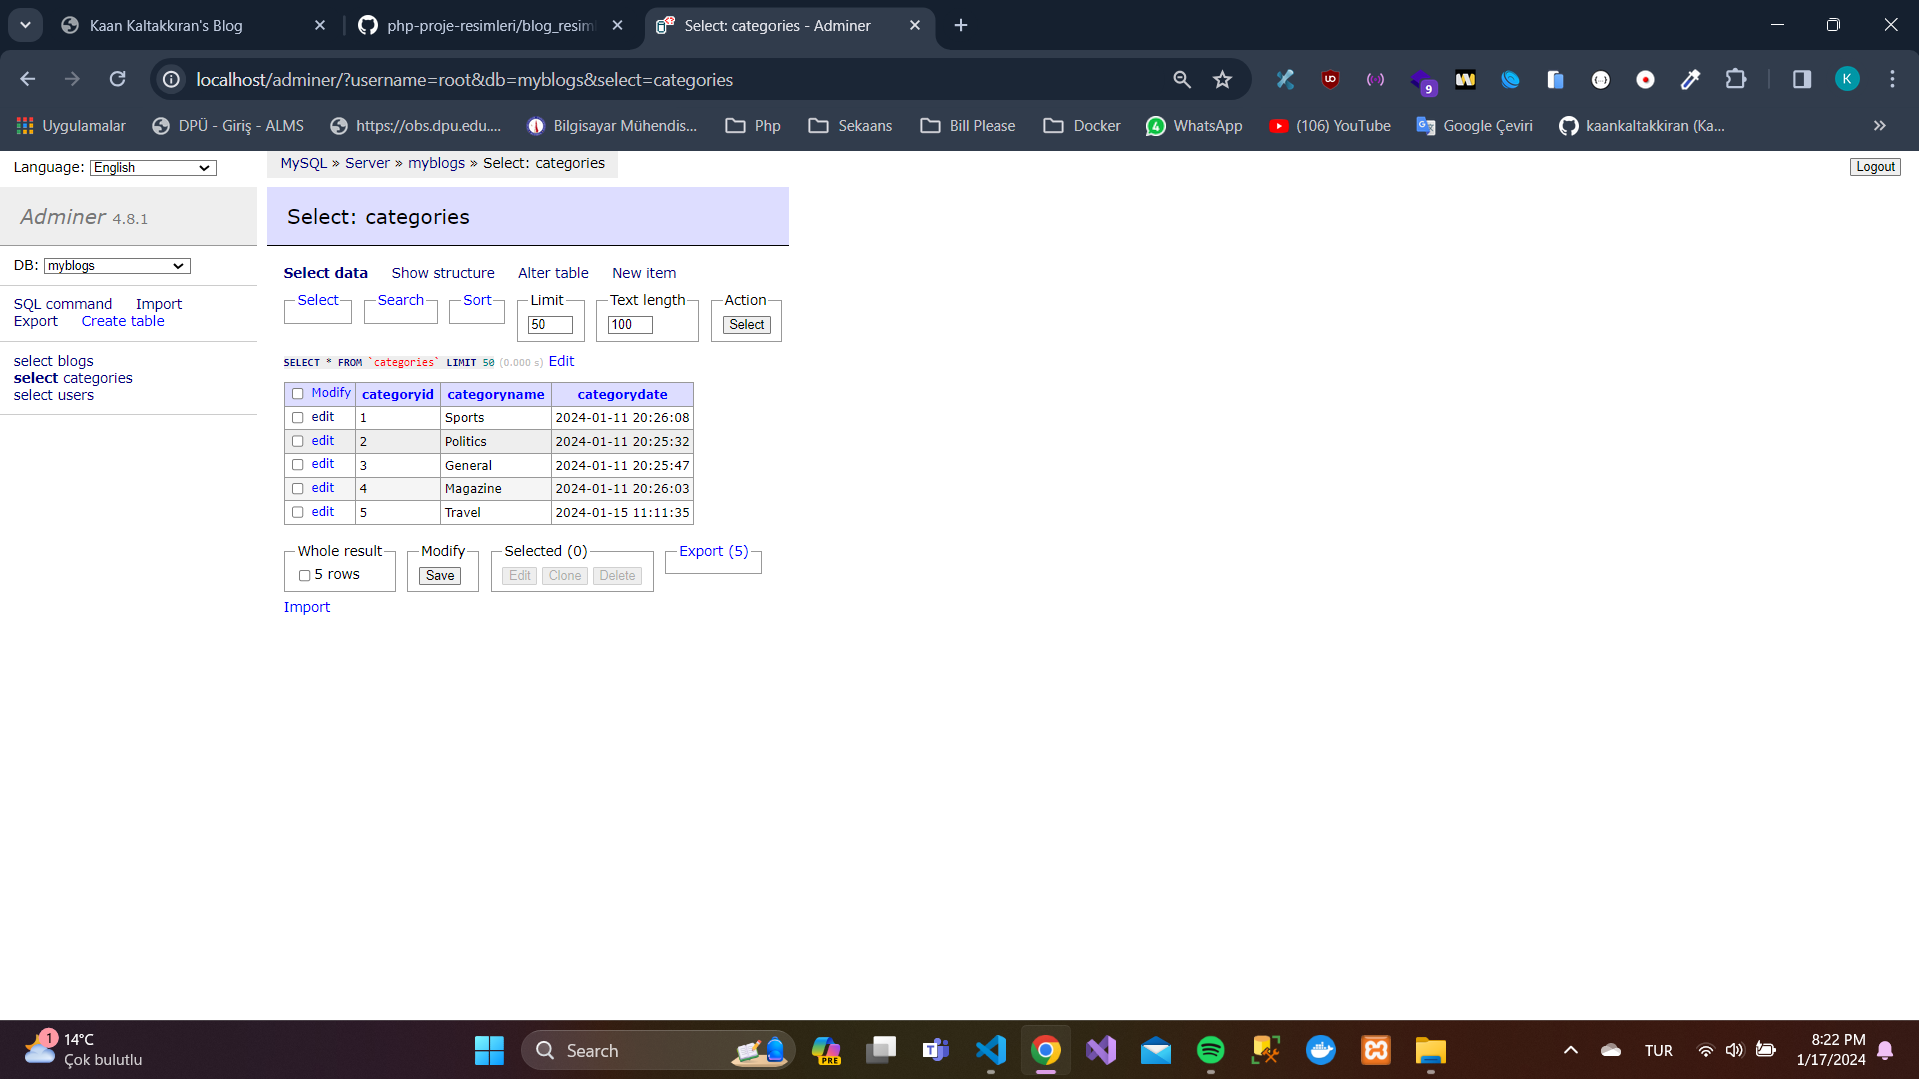 Kaan Kaltakkıran's Blog
php-proje-resimleri/blog_resiml
Select: categories - Adminer
localhost/adminer/?username=root&db=myblogs&select=categories
9
K
Uygulamalar
DPÜ - Giriş - ALMS
https://obs.dpu.edu....
Bilgisayar Mühendis...
Php
Sekaans
Bill Please
Docker
4
WhatsApp
(106) YouTube
Google Çeviri
kaankaltakkiran (Ka...
Language: English
MySQL » Server » myblogs » Select: categories
Logout
Adminer 4.8.1
Select: categories
DB: myblogs
SQL command Import
Export Create table
select blogs
select categories
select users
Select data Show structure Alter table New item
Select Search Sort Limit Text length Action
50 100 Select
SELECT * FROM `categories` LIMIT 50 (0.000 s) Edit
Modify categoryid categoryname categorydate
edit 1 Sports 2024-01-11 20:26:08
edit 2 Politics 2024-01-11 20:25:32
edit 3 General 2024-01-11 20:25:47
edit 4 Magazine 2024-01-11 20:26:03
edit 5 Travel 2024-01-15 11:11:35
Whole result Modify Selected (0) Export (5)
5 rows Save Edit Clone Delete
Import
1
14°C
Çok bulutlu
Search
PRE
TUR
8:22 PM
1/17/2024